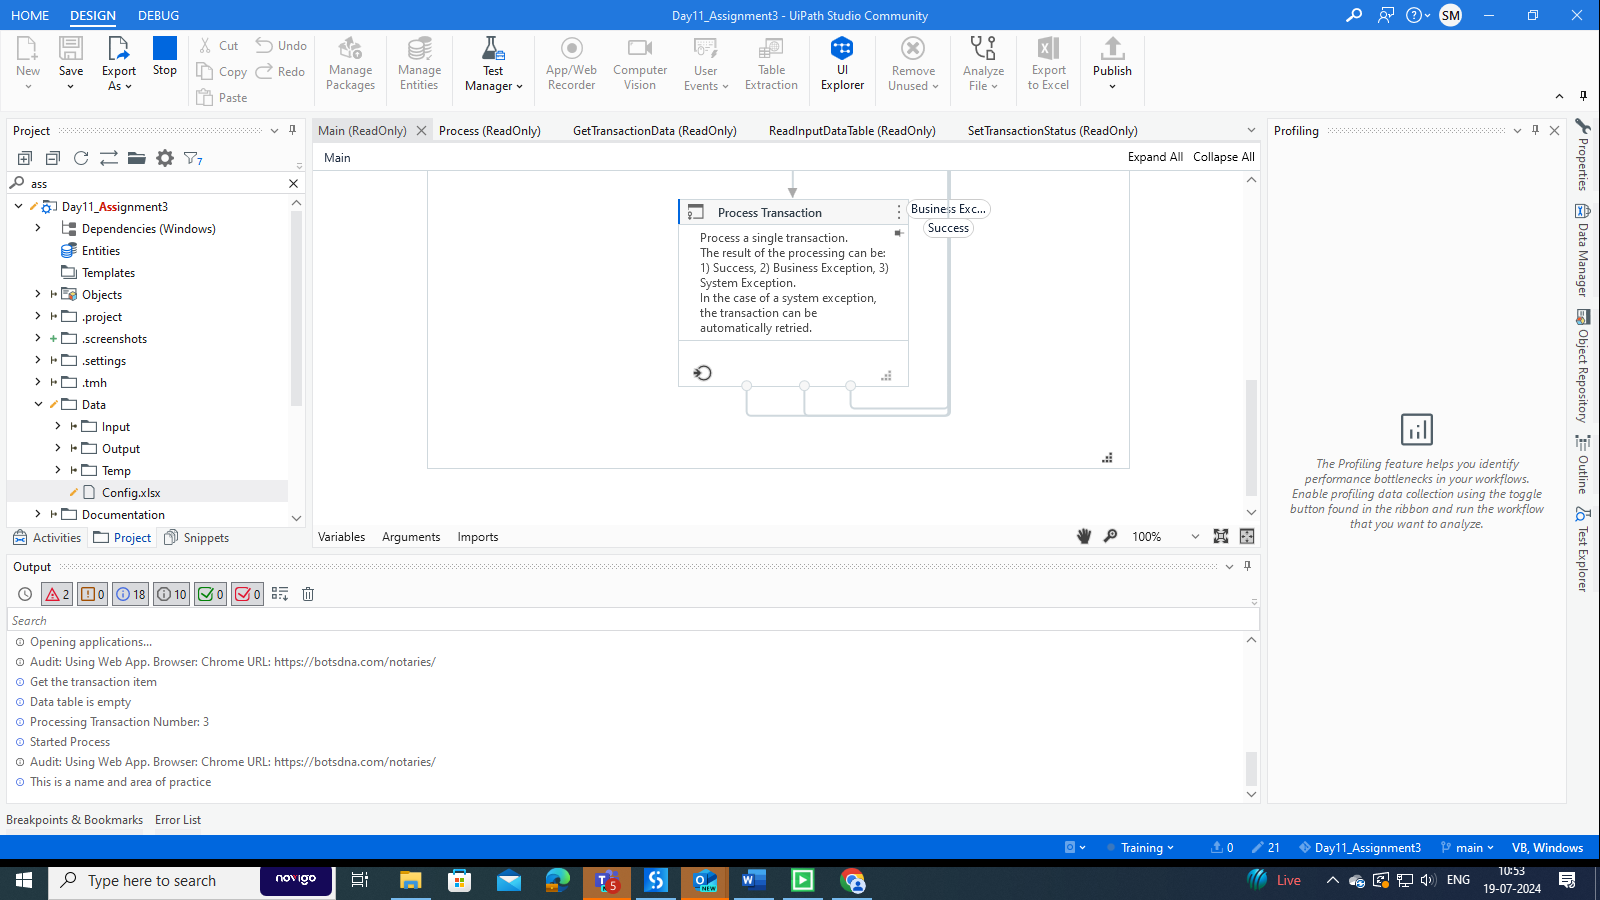 HOME DESIGN DEBUG
Day11_Assignment3 - UiPath Studio Community
SM
New
Save
Export
As
Stop
Cut
Copy
Paste
Undo
Redo
Manage
Packages
Manage
Entities
Test
Manager
App/Web
Recorder
Computer
Vision
User
Events
Table
Extraction
UI
Explorer
Remove
Unused
Analyze
File
Export
to Excel
Publish
Project
7
ass
Day11_Assignment3
Dependencies (Windows)
Entities
Templates
Objects
.project
.screenshots
.settings
.tmh
Data
Input
Output
Temp
Config.xlsx
Documentation
Activities Project Snippets
Main (ReadOnly) Process (ReadOnly) GetTransactionData (ReadOnly) ReadInputDataTable (ReadOnly) SetTransactionStatus (ReadOnly)
Main
Expand All Collapse All
Process Transaction
Business Exc...
Success
Process a single transaction.
The result of the processing can be:
1) Success, 2) Business Exception, 3)
System Exception.
In the case of a system exception,
the transaction can be
automatically retried.
Variables Arguments Imports
100%
Profiling
The Profiling feature helps you identify
performance bottlenecks in your workflows.
Enable profiling data collection using the toggle
button found in the ribbon and run the workflow
that you want to analyze.
Properties
Data Manager
Object Repository
Outline
Test Explorer
Output
2 0 18 10 0 0
Search
Opening applications...
Audit: Using Web App. Browser: Chrome URL: https://botsdna.com/notaries/
Get the transaction item
Data table is empty
Processing Transaction Number: 3
Started Process
Audit: Using Web App. Browser: Chrome URL: https://botsdna.com/notaries/
This is a name and area of practice
Breakpoints & Bookmarks Error List
Training 0 21 Day11_Assignment3 main VB, Windows
Type here to search
novigo
5
NEW
Live
ENG
10:53
19-07-2024